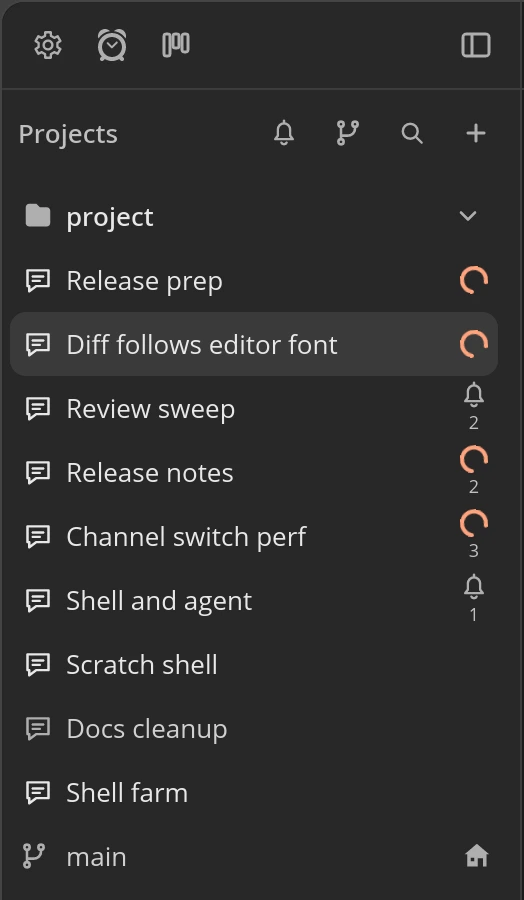 Projects
project
Release prep
Diff follows editor font
Review sweep
2
Release notes
2
Channel switch perf
3
Shell and agent
1
Scratch shell
Docs cleanup
Shell farm
main